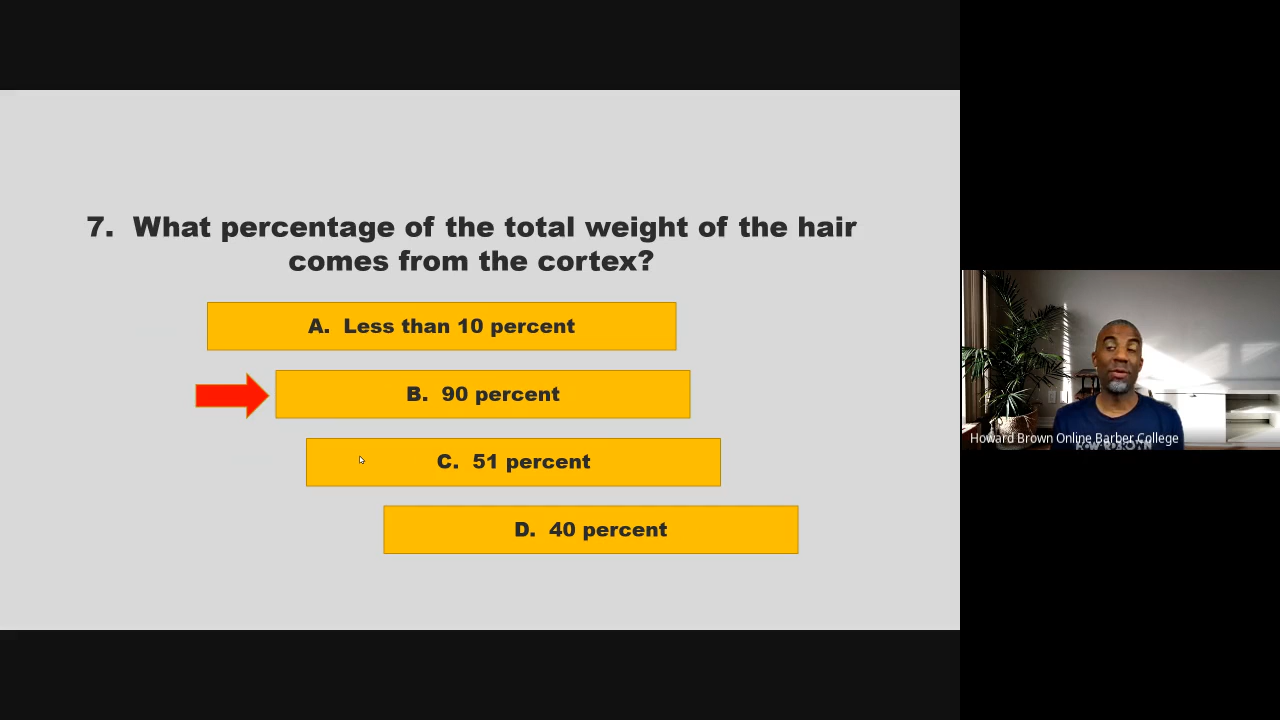 7. What percentage of the total weight of the hair
comes from the cortex?
A. Less than 10 percent
B. 90 percent
C. 51 percent
D. 40 percent
Howard Brown Online Barber College